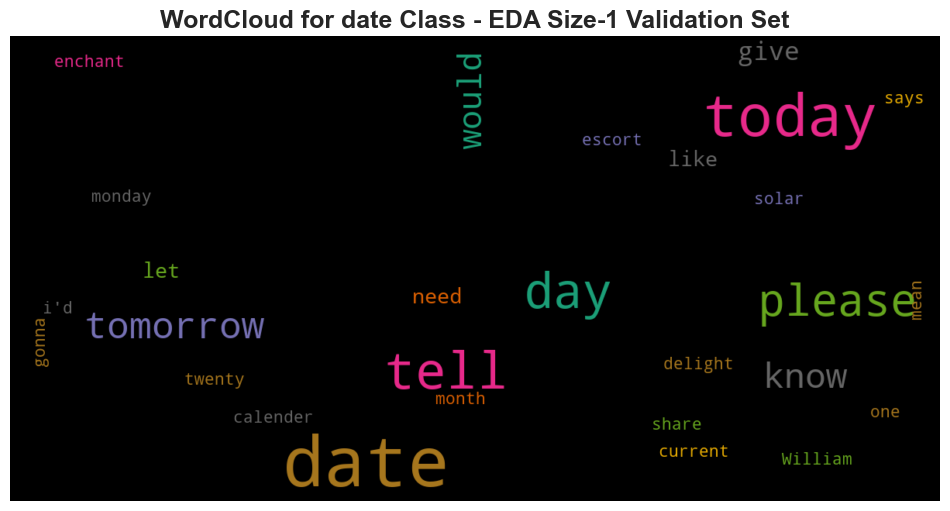 WordCloud for date Class - EDA Size-1 Validation Set
enchant
would
give
today
says
escort
like
monday
solar
let
need
day
please
mean
i'd
tomorrow
gonna
tell
know
delight
twenty
month
calender
share
one
date
current
William